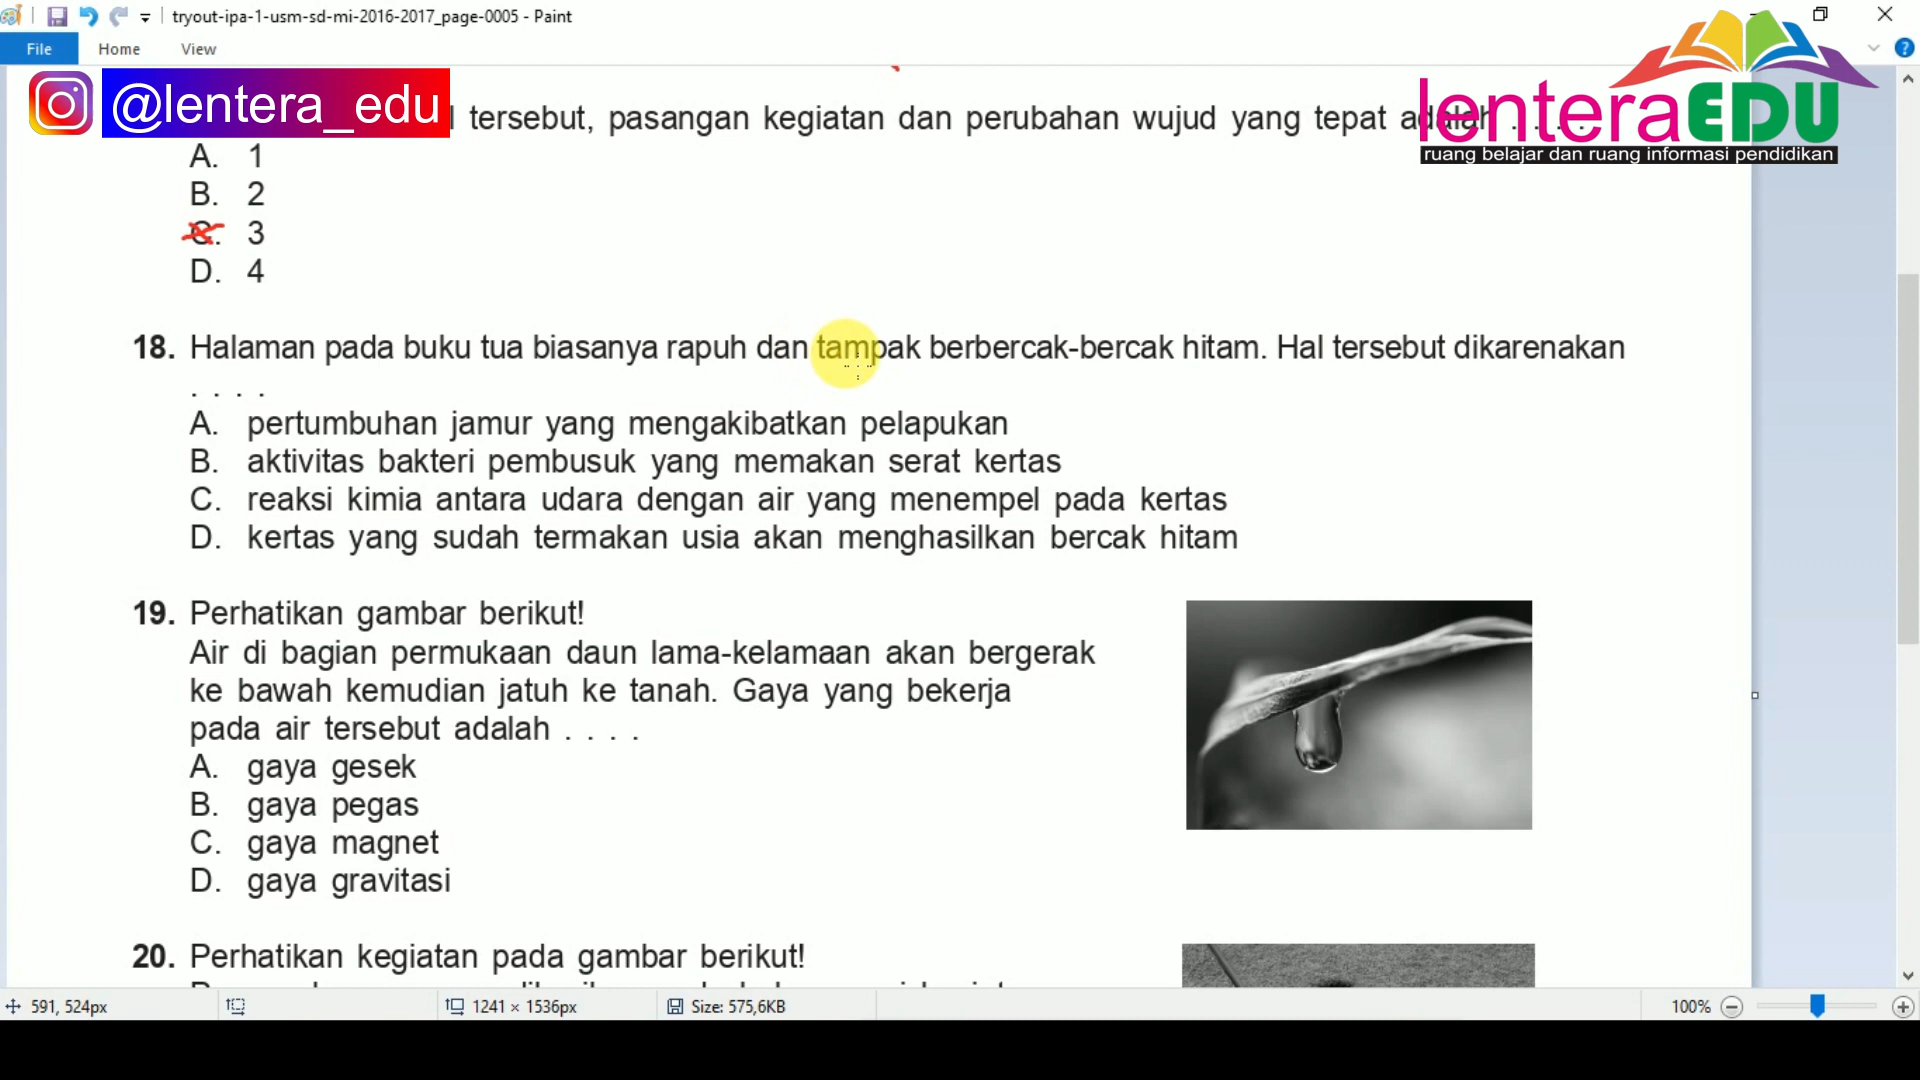 tryout-ipa-1-usm-sd-mi-2016-2017_page-0005 - Paint
File Home View
@lentera_edu
lenteraEDU
ruang belajar dan ruang informasi pendidikan
tersebut, pasangan kegiatan dan perubahan wujud yang tepat adalah . . . .
A. 1
B. 2
C. 3
D. 4
18. Halaman pada buku tua biasanya rapuh dan tampak berbercak-bercak hitam. Hal tersebut dikarenakan
. . . .
A. pertumbuhan jamur yang mengakibatkan pelapukan
B. aktivitas bakteri pembusuk yang memakan serat kertas
C. reaksi kimia antara udara dengan air yang menempel pada kertas
D. kertas yang sudah termakan usia akan menghasilkan bercak hitam
19. Perhatikan gambar berikut!
Air di bagian permukaan daun lama-kelamaan akan bergerak
ke bawah kemudian jatuh ke tanah. Gaya yang bekerja
pada air tersebut adalah . . . .
A. gaya gesek
B. gaya pegas
C. gaya magnet
D. gaya gravitasi
20. Perhatikan kegiatan pada gambar berikut!
591, 524px 1241 × 1536px Size: 575,6KB 100%